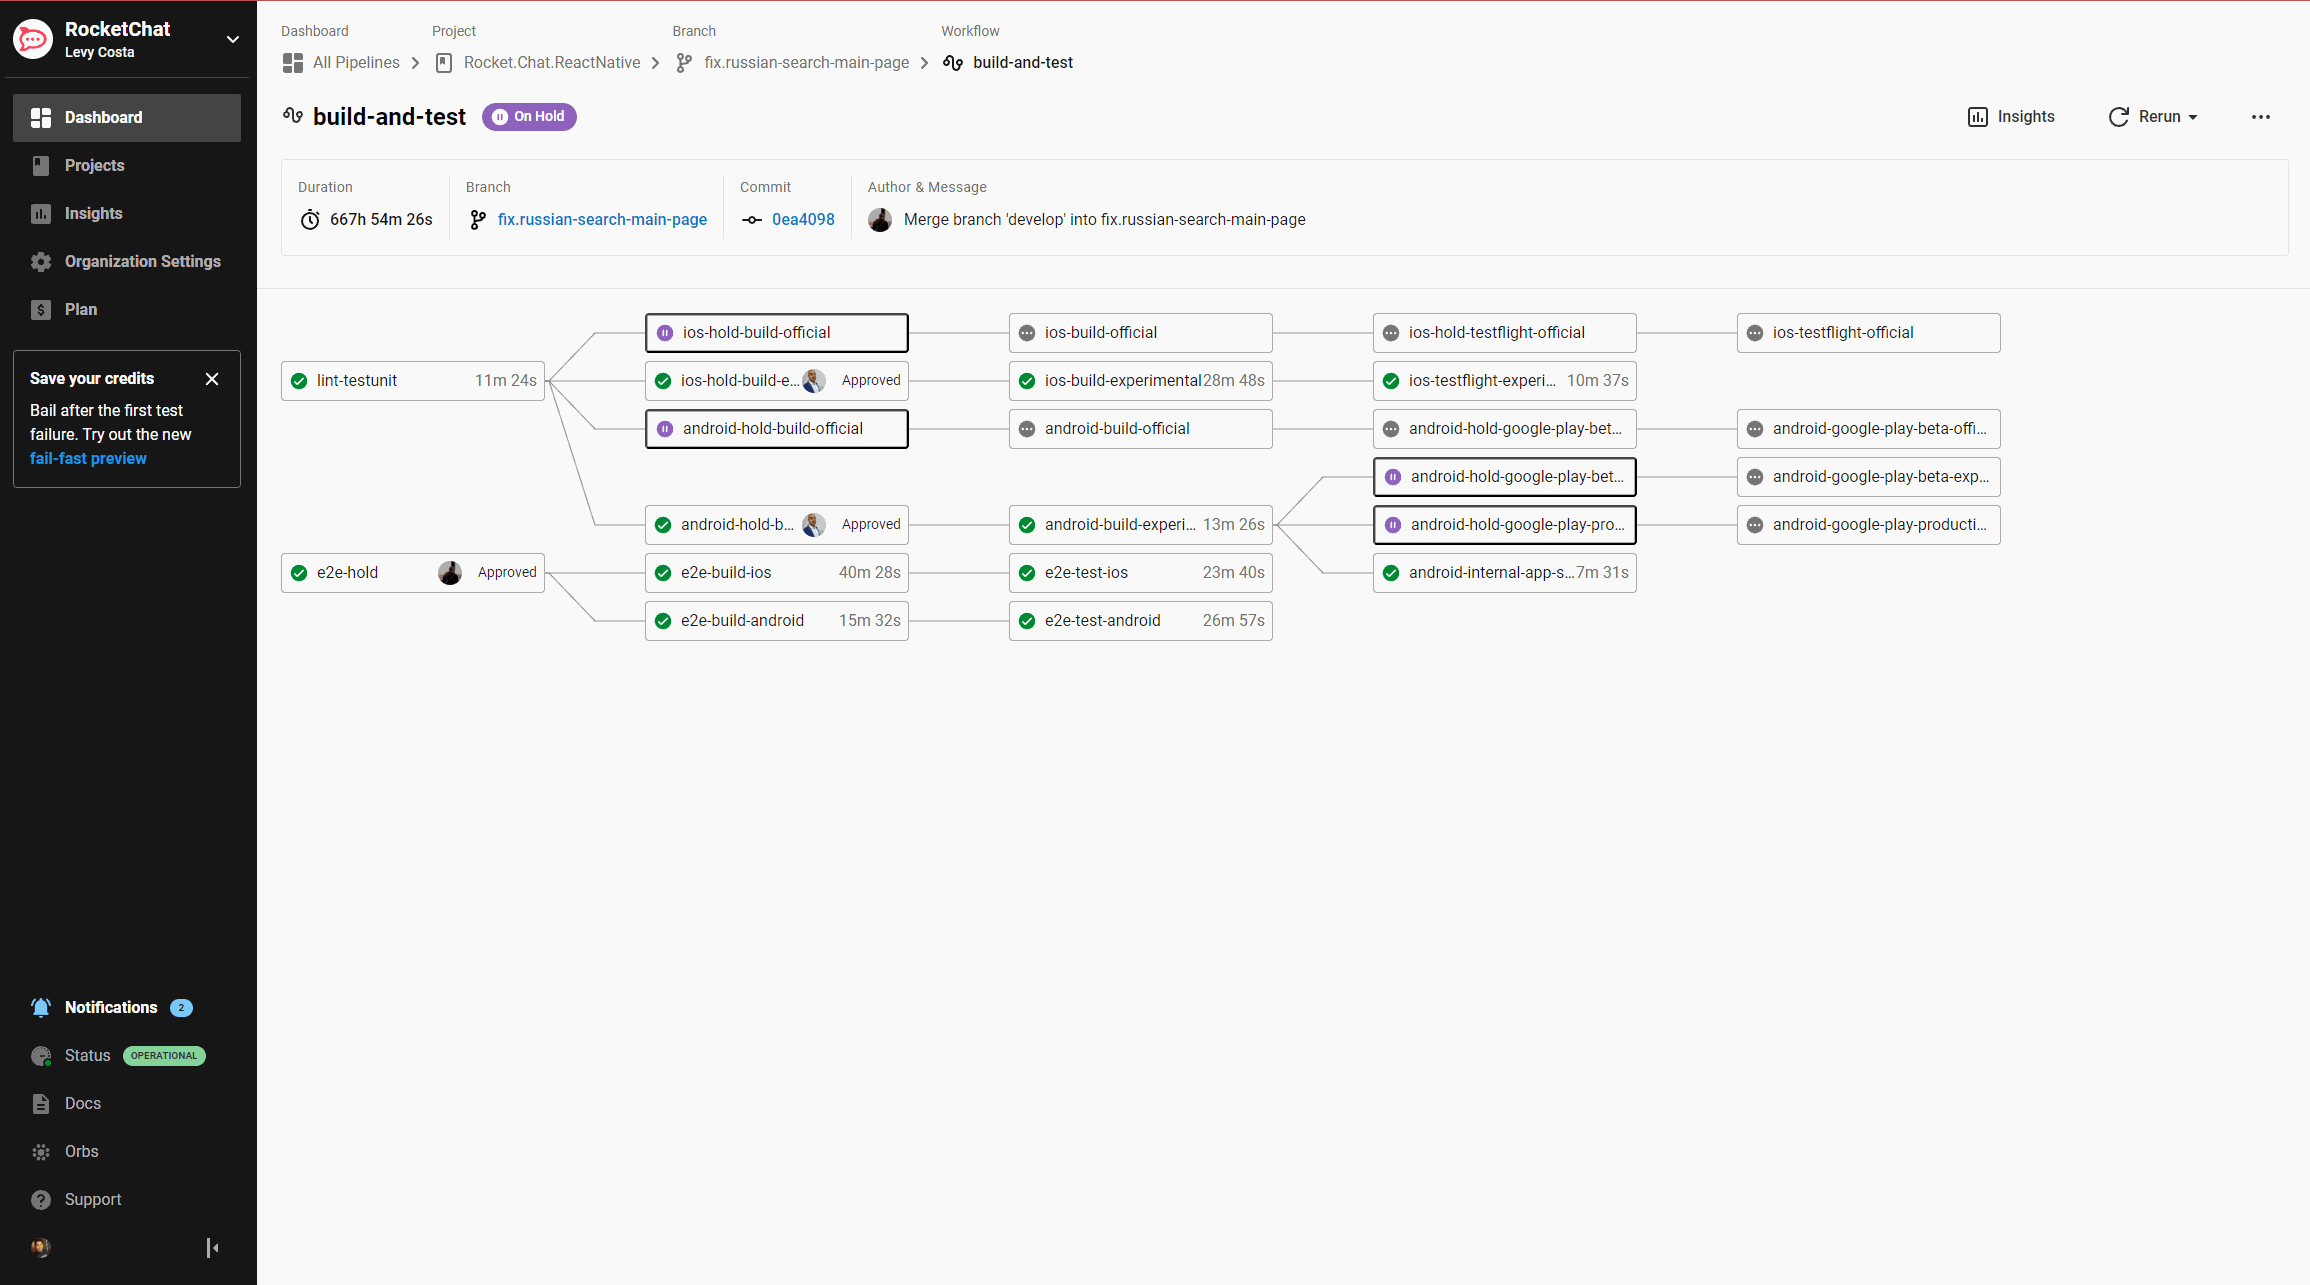 RocketChat
Levy Costa
Dashboard
Projects
Insights
Organization Settings
Plan
Save your credits
Bail after the first test
failure. Try out the new
fail-fast preview
Notifications 2
Status OPERATIONAL
Docs
Orbs
Support
Dashboard Project Branch Workflow
All Pipelines Rocket.Chat.ReactNative fix.russian-search-main-page build-and-test
build-and-test On Hold Insights Rerun
Duration Branch Commit Author & Message
667h 54m 26s fix.russian-search-main-page 0ea4098 Merge branch 'develop' into fix.russian-search-main-page
ios-hold-build-official ios-build-official ios-hold-testflight-official ios-testflight-official
lint-testunit 11m 24s ios-hold-build-e... Approved ios-build-experimental 28m 48s ios-testflight-experi... 10m 37s
android-hold-build-official android-build-official android-hold-google-play-bet... android-google-play-beta-offi...
android-hold-google-play-bet... android-google-play-beta-exp...
android-hold-b... Approved android-build-experi... 13m 26s android-hold-google-play-pro... android-google-play-producti...
e2e-hold Approved e2e-build-ios 40m 28s e2e-test-ios 23m 40s android-internal-app-s... 7m 31s
e2e-build-android 15m 32s e2e-test-android 26m 57s